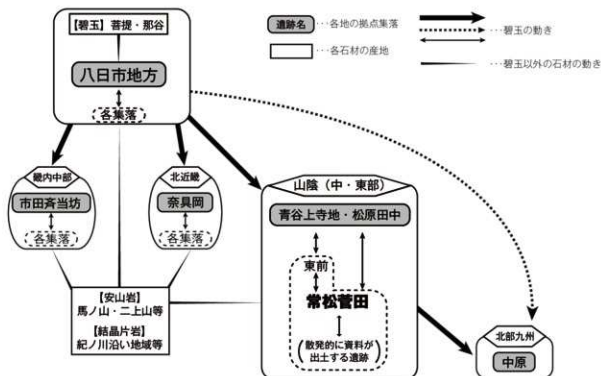 【碧玉】菩提・那谷
八日市地方
各集落
遺跡名
…各地の拠点集落
…各石材の産地
…碧玉の動き
…碧玉以外の石材の動き
畿内中部
市田斉当坊
各集落
北近畿
奈具岡
各集落
山陰（中・東部）
青谷上寺地・松原田中
東前
常松菅田
（散発的に資料が
出土する遺跡）
【安山岩】
馬ノ山・二上山等
【結晶片岩】
紀ノ川沿い地域等
北部九州
中原